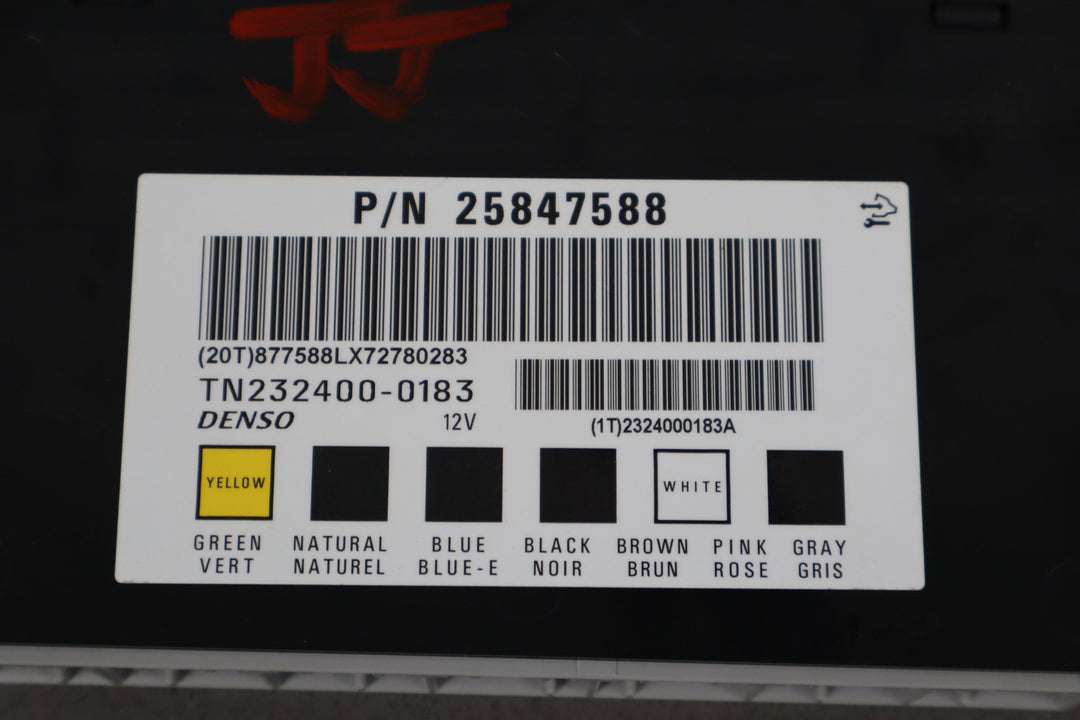 JJ
P/N 25847588
(20T)877588LX72780283
TN232400-0183
DENSO 12V
(1T)2324000183A
YELLOW WHITE
GREEN NATURAL BLUE BLACK BROWN PINK GRAY
VERT NATUREL BLUE-E NOIR BRUN ROSE GRIS